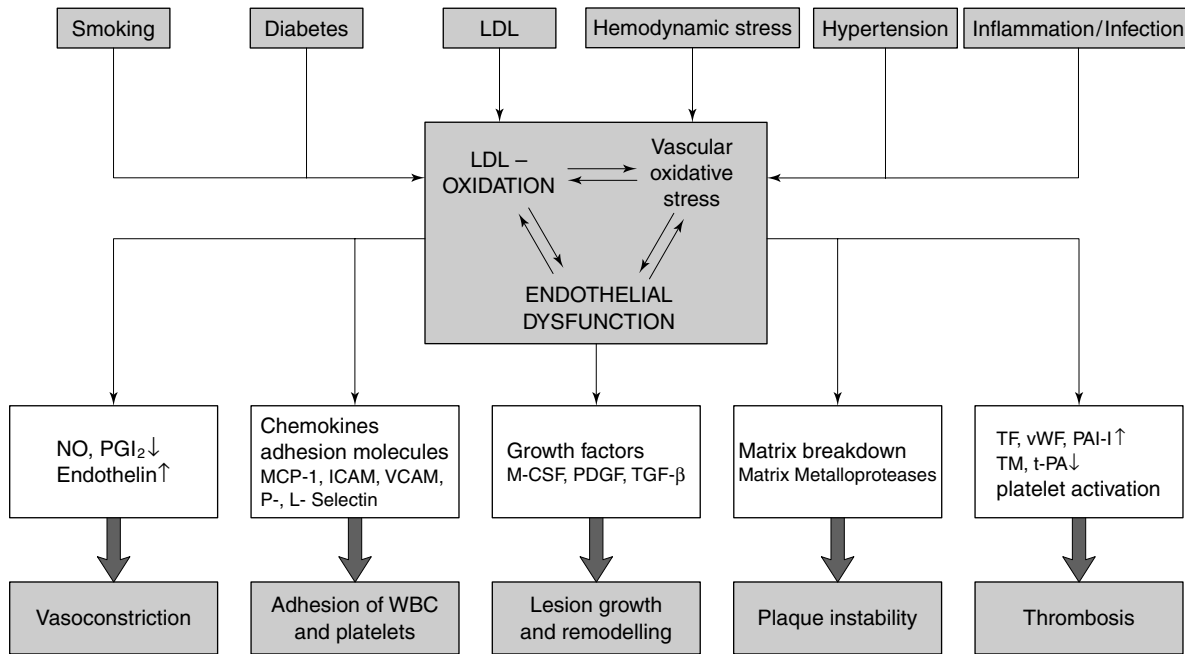 Smoking
Diabetes
LDL
Hemodynamic stress
Hypertension
Inflammation/Infection
LDL –
OXIDATION
Vascular
oxidative
stress
ENDOTHELIAL
DYSFUNCTION
NO, PGI₂↓
Endothelin↑
Chemokines
adhesion molecules
MCP-1, ICAM, VCAM,
P-, L- Selectin
Growth factors
M-CSF, PDGF, TGF-β
Matrix breakdown
Matrix Metalloproteases
TF, vWF, PAI-I↑
TM, t-PA↓
platelet activation
Vasoconstriction
Adhesion of WBC
and platelets
Lesion growth
and remodelling
Plaque instability
Thrombosis